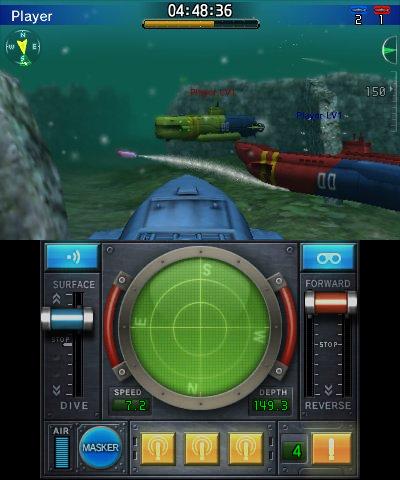 Player
04:48:36
2 1
N
W E
S
150
Player LV1
Player LV1
SURFACE
STOP
DIVE
S
E W
N
SPEED
7.2
DEPTH
149.3
FORWARD
STOP
REVERSE
AIR
MASKER
4